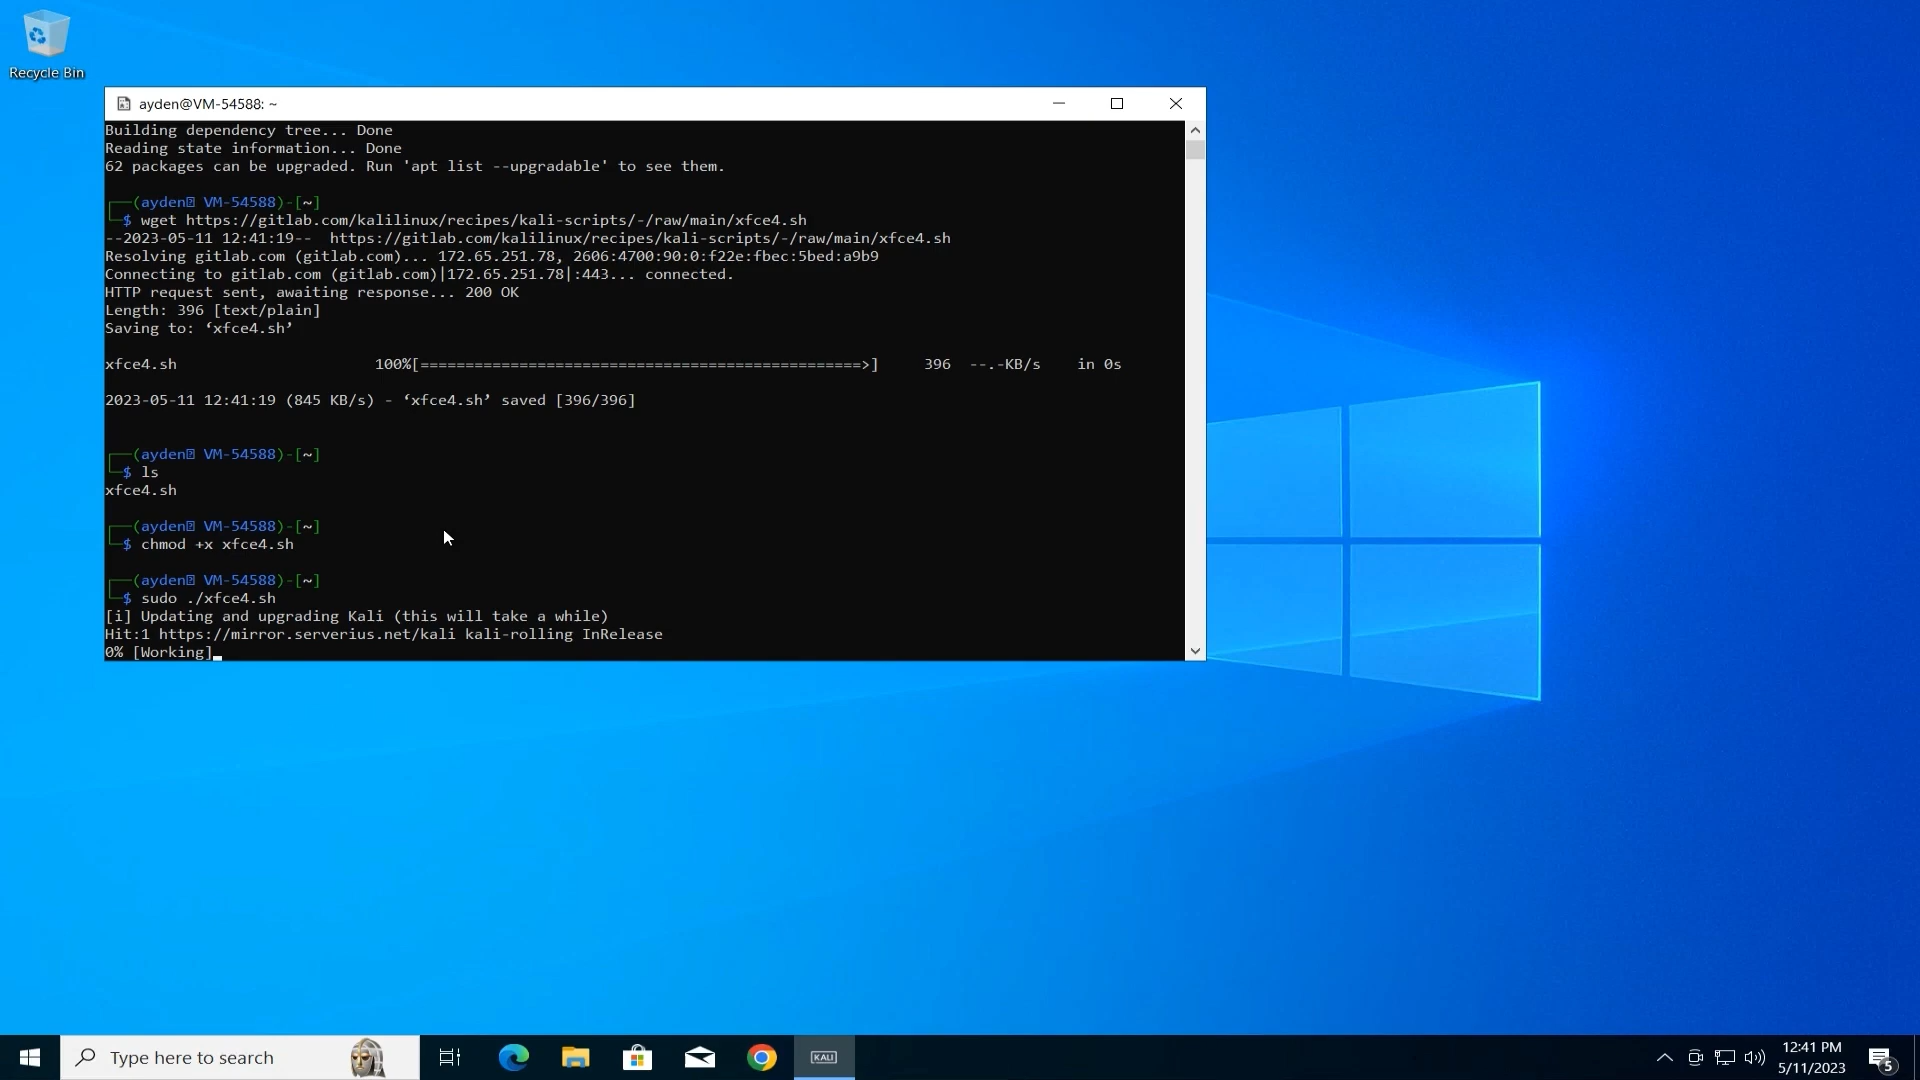 Recycle Bin
ayden@VM-54588: ~
Building dependency tree... Done
Reading state information... Done
62 packages can be upgraded. Run 'apt list --upgradable' to see them.
┌──(ayden VM-54588)-[~]
└─$ wget https://gitlab.com/kalilinux/recipes/kali-scripts/-/raw/main/xfce4.sh
--2023-05-11 12:41:19--  https://gitlab.com/kalilinux/recipes/kali-scripts/-/raw/main/xfce4.sh
Resolving gitlab.com (gitlab.com)... 172.65.251.78, 2606:4700:90:0:f22e:fbec:5bed:a9b9
Connecting to gitlab.com (gitlab.com)|172.65.251.78|:443... connected.
HTTP request sent, awaiting response... 200 OK
Length: 396 [text/plain]
Saving to: ‘xfce4.sh’
xfce4.sh                      100%[=================================================>]     396  --.-KB/s    in 0s
2023-05-11 12:41:19 (845 KB/s) - ‘xfce4.sh’ saved [396/396]
┌──(ayden VM-54588)-[~]
└─$ ls
xfce4.sh
┌──(ayden VM-54588)-[~]
└─$ chmod +x xfce4.sh
┌──(ayden VM-54588)-[~]
└─$ sudo ./xfce4.sh
[i] Updating and upgrading Kali (this will take a while)
Hit:1 https://mirror.serverius.net/kali kali-rolling InRelease
0% [Working]
Type here to search
KALI
12:41 PM
5/11/2023
5